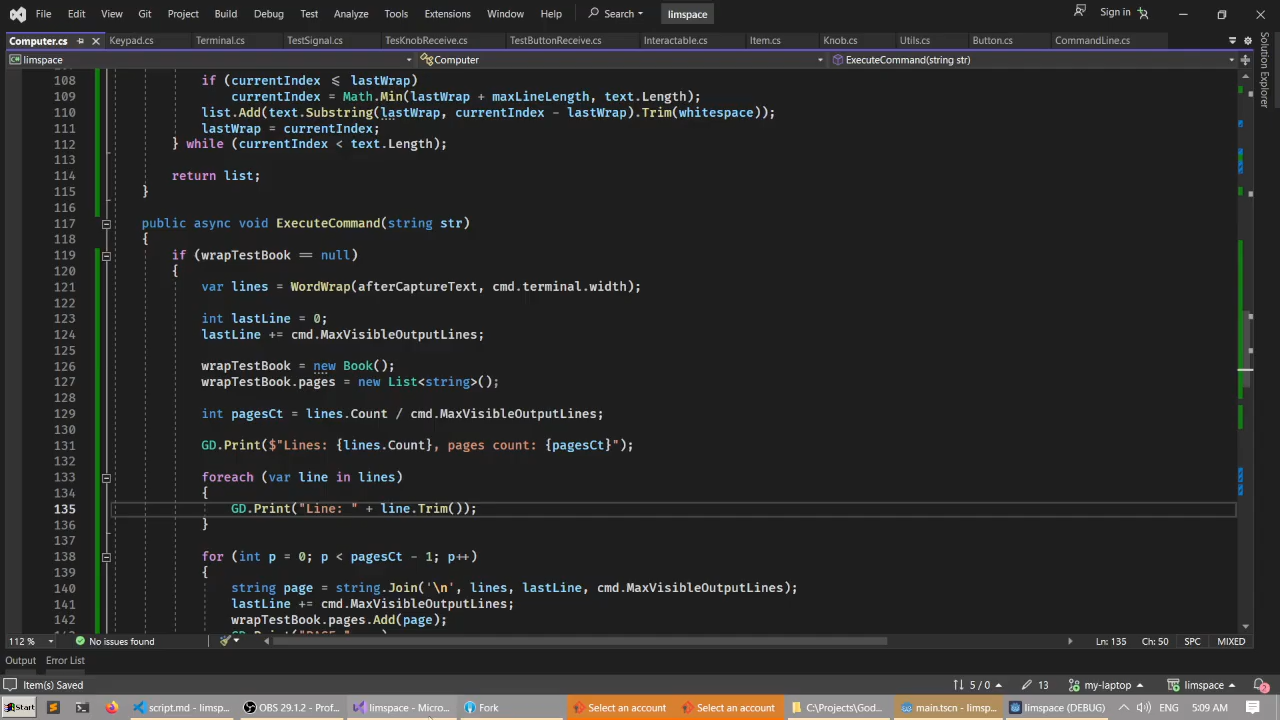 File Edit View Git Project Build Debug Test Analyze Tools Extensions Window Help Search limspace Sign in
Computer.cs Keypad.cs Terminal.cs TestSignal.cs TesKnobReceive.cs TestButtonReceive.cs Interactable.cs Item.cs Knob.cs Utils.cs Button.cs CommandLine.cs
limspace Computer ExecuteCommand(string str)
Solution Explorer
108 if (currentIndex ≤ lastWrap)
109 currentIndex = Math.Min(lastWrap + maxLineLength, text.Length);
110 list.Add(text.Substring(lastWrap, currentIndex - lastWrap).Trim(whitespace));
111 lastWrap = currentIndex;
112 } while (currentIndex < text.Length);
113
114 return list;
115 }
116
117 public async void ExecuteCommand(string str)
118 {
119 if (wrapTestBook == null)
120 {
121 var lines = WordWrap(afterCaptureText, cmd.terminal.width);
122
123 int lastLine = 0;
124 lastLine += cmd.MaxVisibleOutputLines;
125
126 wrapTestBook = new Book();
127 wrapTestBook.pages = new List<string>();
128
129 int pagesCt = lines.Count / cmd.MaxVisibleOutputLines;
130
131 GD.Print($"Lines: {lines.Count}, pages count: {pagesCt}");
132
133 foreach (var line in lines)
134 {
135 GD.Print("Line: " + line.Trim());
136 }
137
138 for (int p = 0; p < pagesCt - 1; p++)
139 {
140 string page = string.Join('\n', lines, lastLine, cmd.MaxVisibleOutputLines);
141 lastLine += cmd.MaxVisibleOutputLines;
142 wrapTestBook.pages.Add(page);
112 % No issues found Ln: 135 Ch: 50 SPC MIXED
Output Error List
Item(s) Saved 5 / 0 13 my-laptop limspace 2
Start script.md - limsp... OBS 29.1.2 - Prof... limspace - Micro... Fork Select an account Select an account C:\Projects\God... main.tscn - limsp... limspace (DEBUG) 5:09 AM